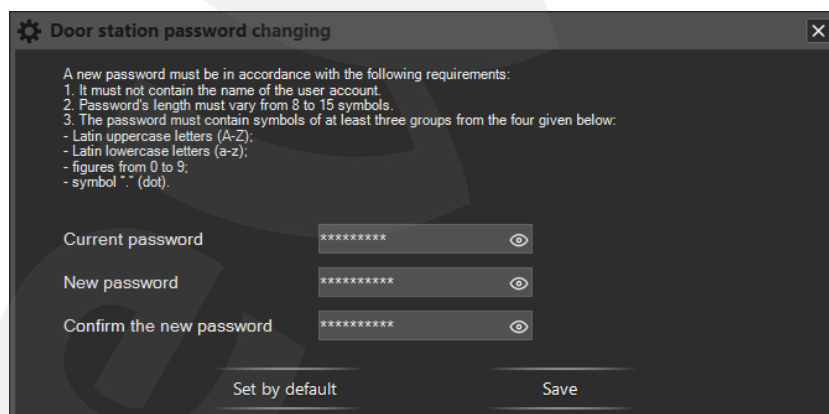 Door station password changing
A new password must be in accordance with the following requirements:
1. It must not contain the name of the user account.
2. Password's length must vary from 8 to 15 symbols.
3. The password must contain symbols of at least three groups from the four given below:
- Latin uppercase letters (A-Z);
- Latin lowercase letters (a-z);
- figures from 0 to 9;
- symbol "." (dot).
Current password *********
New password **********
Confirm the new password **********
Set by default Save